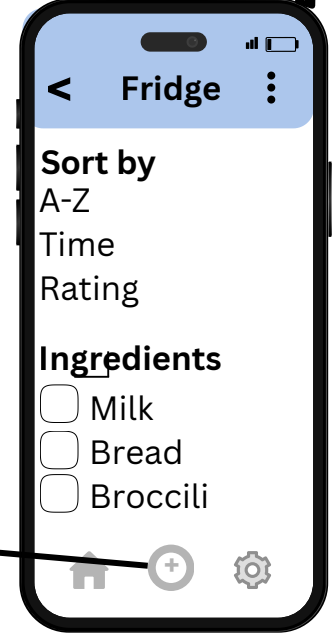 < Fridge
Sort by
A-Z
Time
Rating
Ingredients
Milk
Bread
Broccili